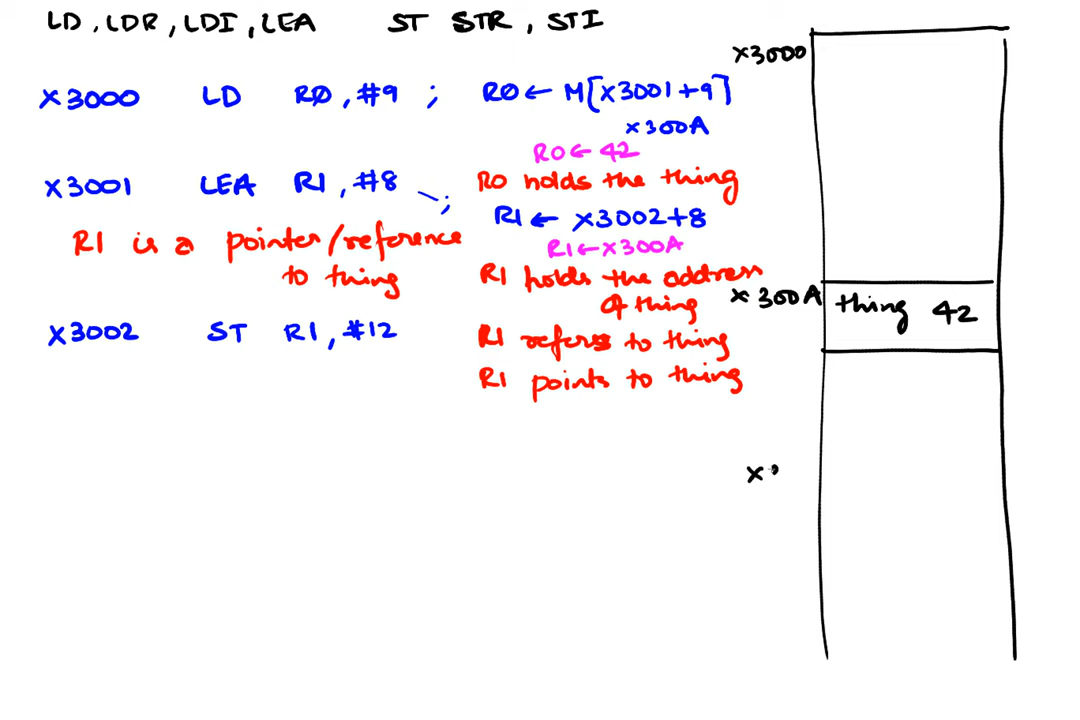 LD, LDR, LDI, LEA ST STR, STI
x3000
x3000 LD R0, #9 ; R0 ← M[x3001+9]
x300A
R0 ← 42
x3001 LEA R1, #8 ; R0 holds the thing
R1 ← x3002+8
R1 is a pointer/reference to thing
R1 ← x300A
R1 holds the address of thing
x300A thing 42
x3002 ST R1, #12 R1 refers to thing
R1 points to thing
x